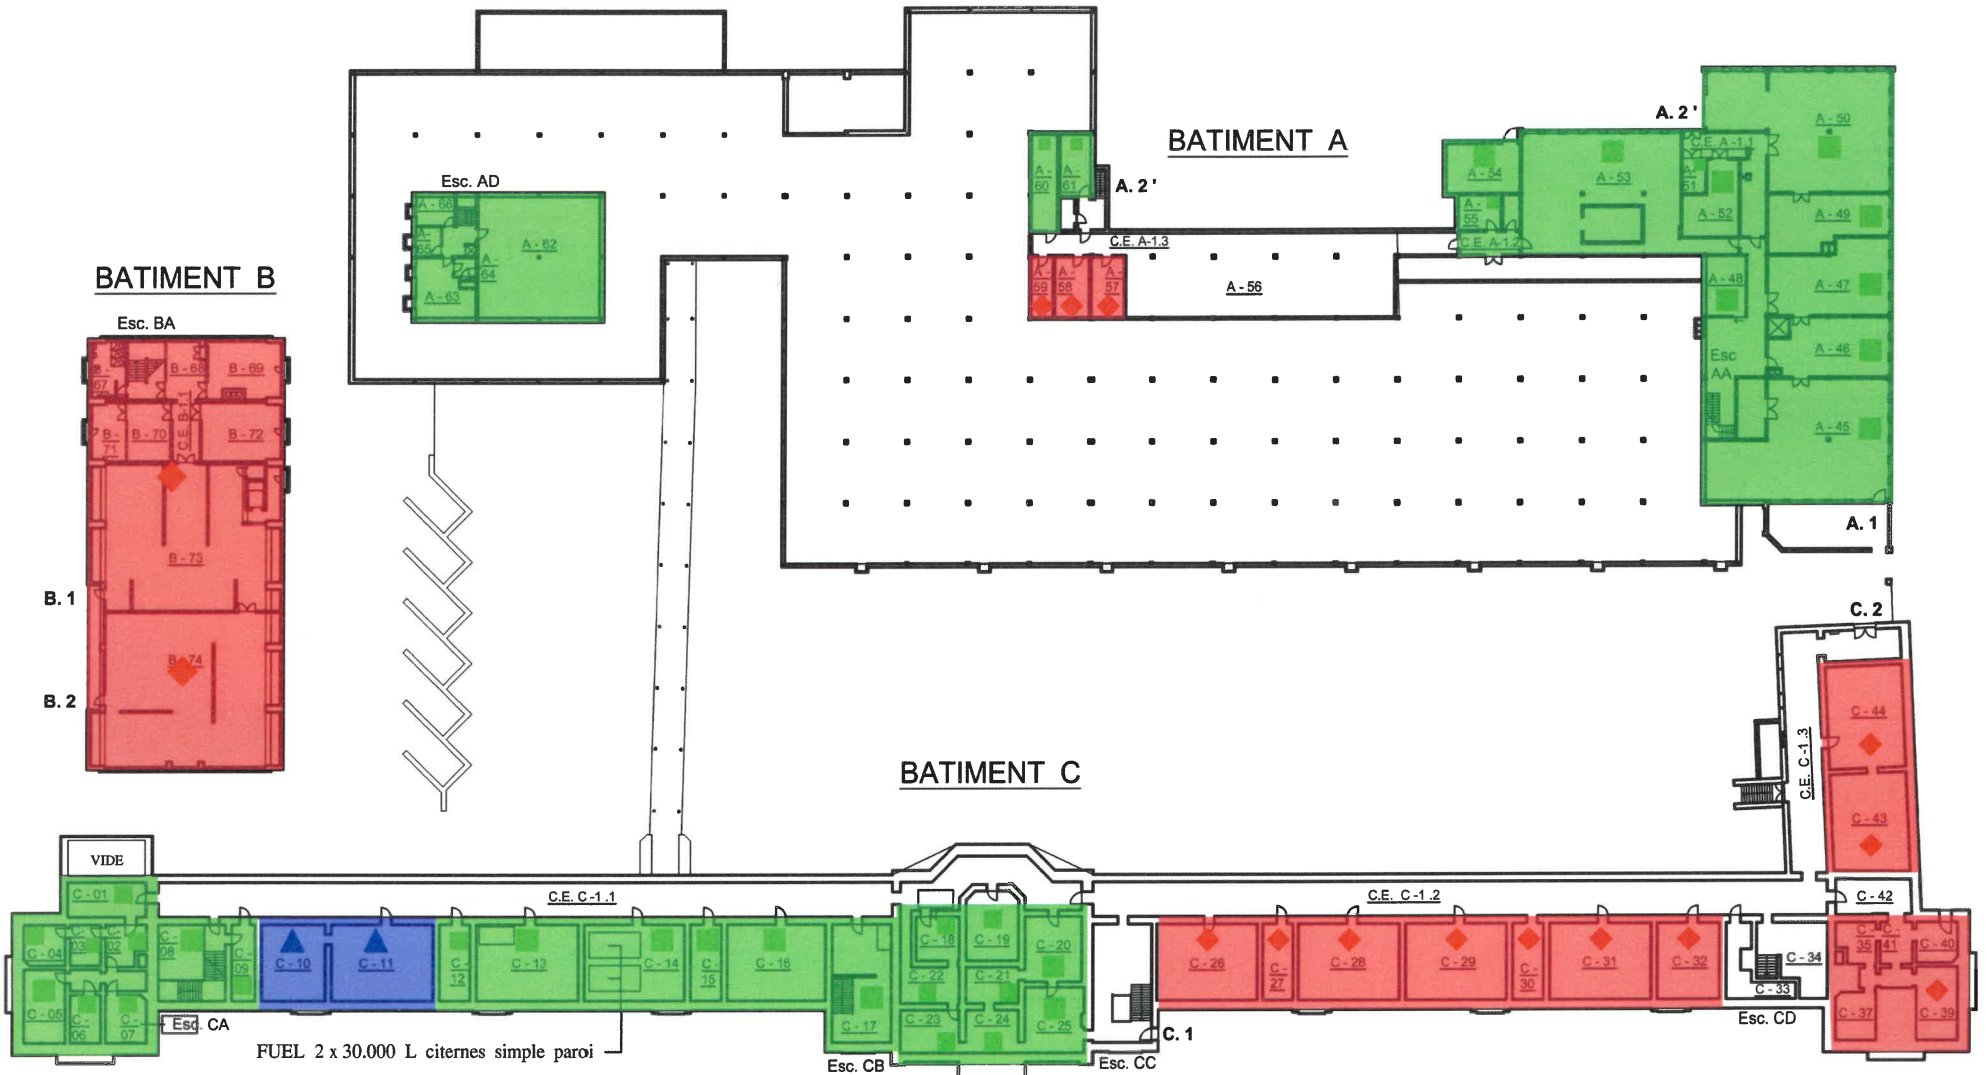 BATIMENT A
A. 2 '
A - 50
C.E. A -1.1
A - 54
A - 53
A -
51
A - 52
A - 49
A -
55
C.E. A-1.2
A -
60
A -
61
A. 2 '
C.E. A-1.3
A -
59
A -
58
A -
57
A - 56
A - 48
A - 47
Esc
AA
A - 46
A - 45
A. 1
Esc. AD
A - 66
A -
65
A -
64
A - 62
A - 63
BATIMENT B
Esc. BA
B -
67
B - 68
B - 69
C.E. B-1.1
B -
71
B - 70
B - 72
B - 73
B. 1
B - 74
B. 2
C. 2
C - 44
C.E. C-1.3
C - 43
BATIMENT C
VIDE
C - 01
C.E. C -1.1
C.E. C -1.2
C - 42
C - 04
C -
03
C -
02
C -
08
C -
09
C - 10
C - 11
C -
12
C - 13
C - 14
C -
15
C - 16
C - 17
C - 18
C - 19
C - 20
C - 22
C - 21
C - 23
C - 24
C - 25
C - 26
C -
27
C - 28
C - 29
C -
30
C - 31
C - 32
C - 34
C - 33
C -
35
C -
41
C - 40
C - 37
C - 39
C - 05
C -
06
C -
07
Esc. CA
FUEL 2 x 30.000 L citernes simple paroi
Esc. CB
Esc. CC
C. 1
Esc. CD